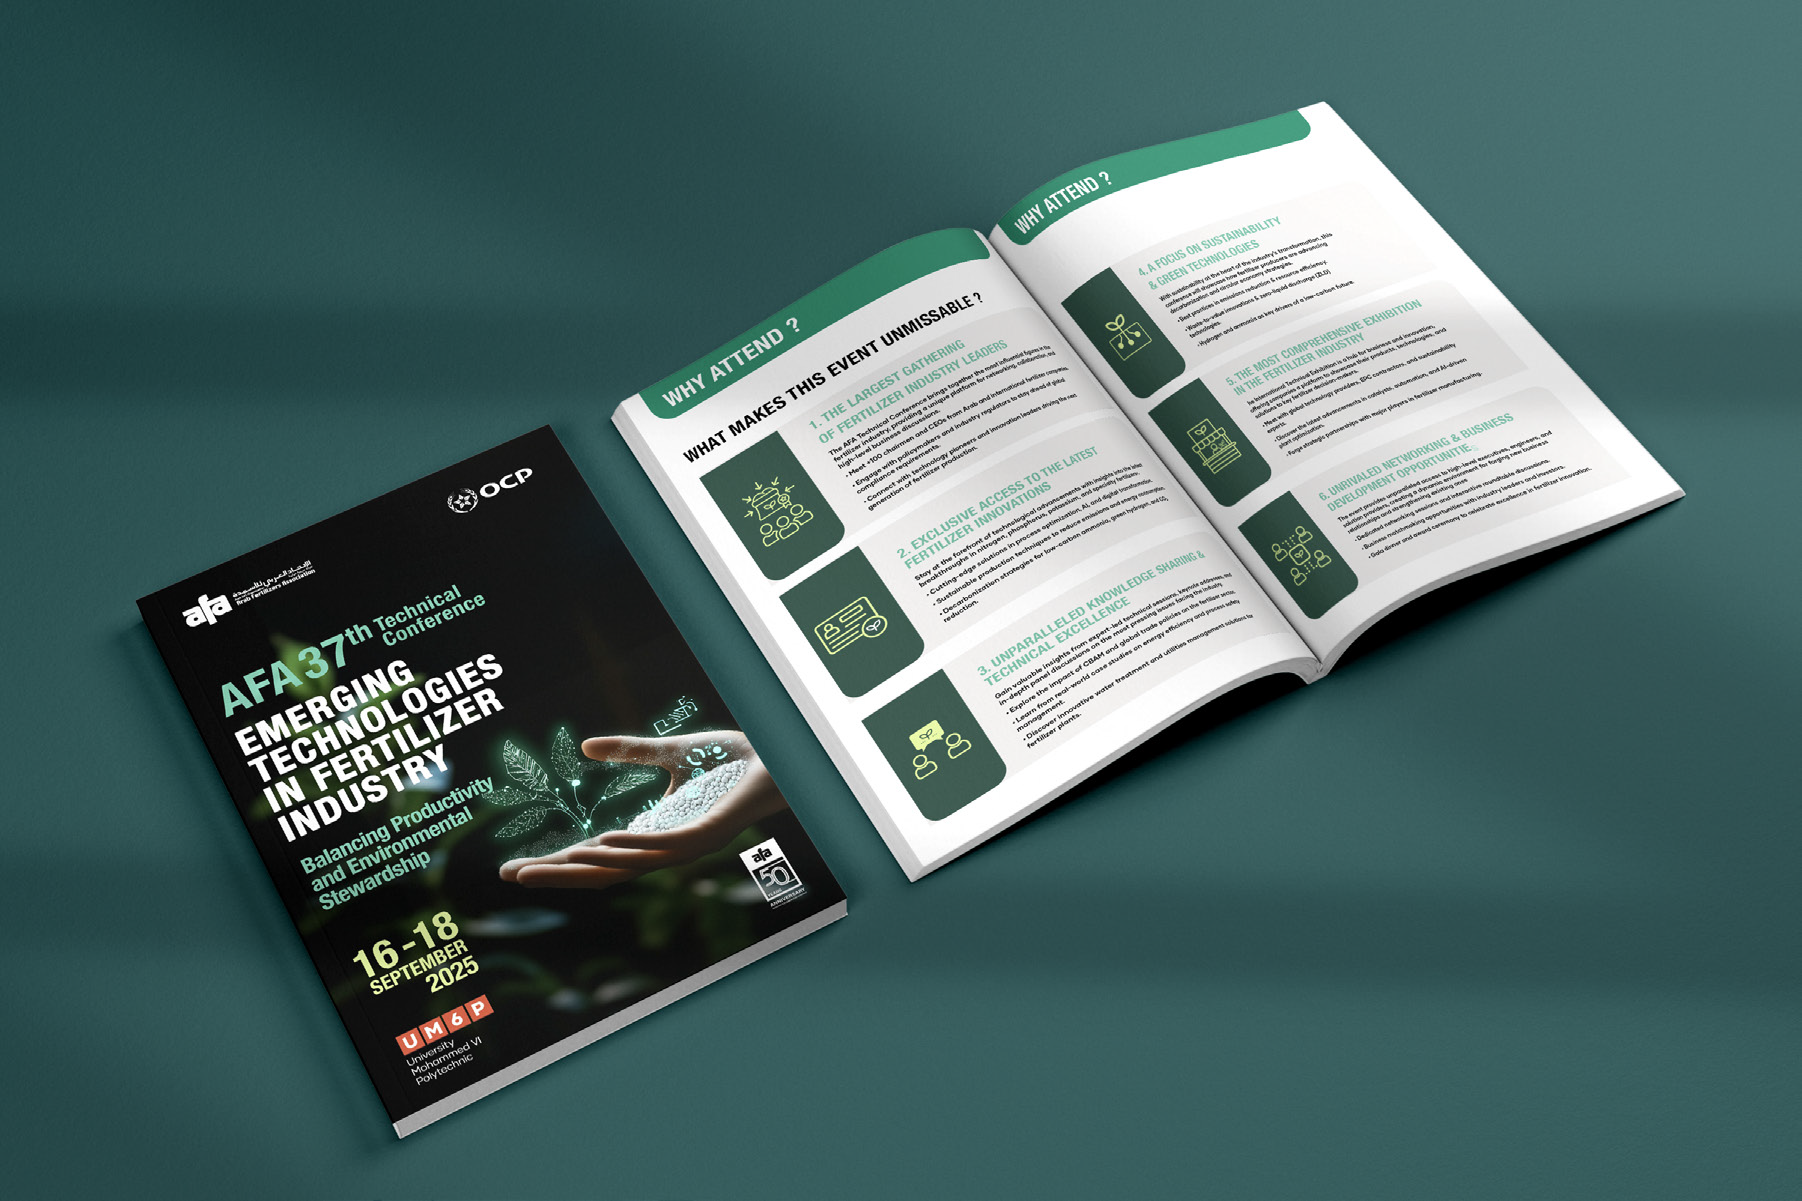 OCP
afa
الاتحاد العربي للأسمدة
Arab Fertilizers Association
AFA 37th Technical
Conference
EMERGING
TECHNOLOGIES
IN FERTILIZER
INDUSTRY
Balancing Productivity
and Environmental
Stewardship
16-18
SEPTEMBER
2025
UM6P
University
Mohammed VI
Polytechnic
afa
50
YEARS
ANNIVERSARY
WHY ATTEND ?
WHAT MAKES THIS EVENT UNMISSABLE ?
1. THE LARGEST GATHERING
OF FERTILIZER INDUSTRY LEADERS
The AFA Technical Conference brings together the most influential figures in the
fertilizer industry, providing a unique platform for networking, collaboration, and
high-level business discussions.
• Meet +100 chairmen and CEOs from Arab and international fertilizer companies.
• Engage with policymakers and industry regulators to stay ahead of global
compliance requirements.
• Connect with technology pioneers and innovation leaders driving the next
generation of fertilizer production.
2. EXCLUSIVE ACCESS TO THE LATEST
FERTILIZER INNOVATIONS
Stay at the forefront of technological advancements with insights into the latest
breakthroughs in nitrogen, phosphorus, potassium, and specialty fertilizers.
• Cutting-edge solutions in process optimization, AI, and digital transformation.
• Sustainable production techniques to reduce emissions and energy consumption.
• Decarbonization strategies for low-carbon ammonia, green hydrogen, and CO₂
reduction.
3. UNPARALLELED KNOWLEDGE SHARING &
TECHNICAL EXCELLENCE
Gain valuable insights from expert-led technical sessions, keynote addresses, and
in-depth panel discussions on the most pressing issues facing the industry.
• Explore the impact of CBAM and global trade policies on the fertilizer sector.
• Learn from real-world case studies on energy efficiency and process safety
management.
• Discover innovative water treatment and utilities management solutions for
fertilizer plants.
WHY ATTEND ?
4. A FOCUS ON SUSTAINABILITY
& GREEN TECHNOLOGIES
With sustainability at the heart of the industry's transformation, this
conference will showcase how fertilizer producers are advancing
decarbonization and circular economy strategies.
• Best practices in emissions reduction & resource efficiency.
• Waste-to-value innovations & zero-liquid discharge (ZLD)
technologies.
• Hydrogen and ammonia as key drivers of a low-carbon future.
5. THE MOST COMPREHENSIVE EXHIBITION
IN THE FERTILIZER INDUSTRY
he International Technical Exhibition is a hub for business and innovation,
offering companies a platform to showcase their products, technologies, and
solutions to key fertilizer decision-makers.
• Meet with global technology providers, EPC contractors, and sustainability
experts.
• Discover the latest advancements in catalysts, automation, and AI-driven
plant optimization.
• Forge strategic partnerships with major players in fertilizer manufacturing.
6. UNRIVALED NETWORKING & BUSINESS
DEVELOPMENT OPPORTUNITIES
The event provides unparalleled access to high-level executives, engineers, and
solution providers, creating a dynamic environment for forging new business
relationships and strengthening existing ones
• Dedicated networking sessions and interactive roundtable discussions.
• Business matchmaking opportunities with industry leaders and investors.
• Gala dinner and award ceremony to celebrate excellence in fertilizer innovation.